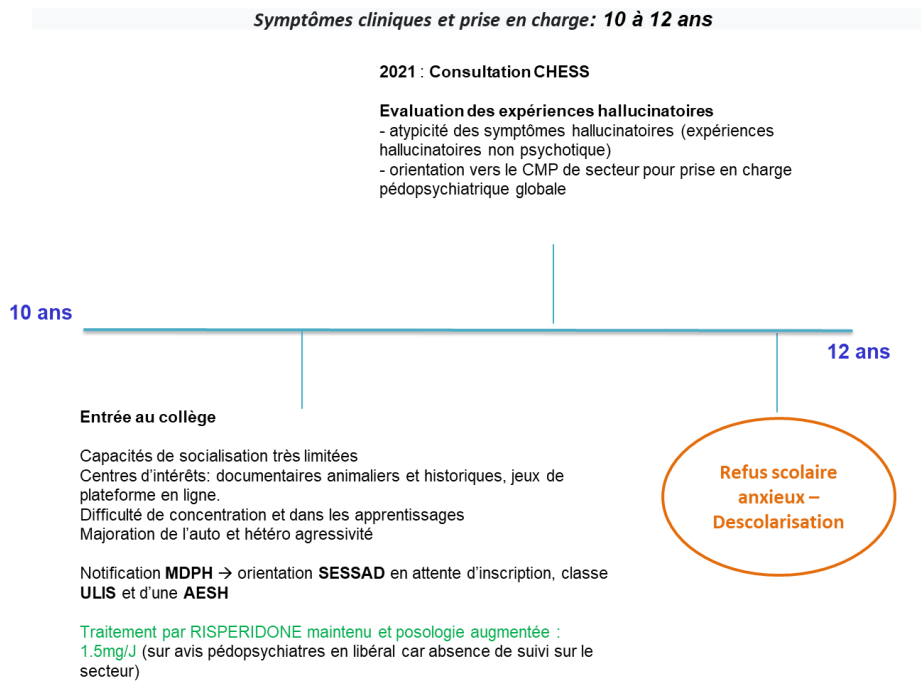 Symptômes cliniques et prise en charge: 10 à 12 ans
2021 : Consultation CHESS
Evaluation des expériences hallucinatoires
- atypicité des symptômes hallucinatoires (expériences
hallucinatoires non psychotique)
- orientation vers le CMP de secteur pour prise en charge
pédopsychiatrique globale
10 ans
12 ans
Entrée au collège
Capacités de socialisation très limitées
Centres d’intérêts: documentaires animaliers et historiques, jeux de
plateforme en ligne.
Difficulté de concentration et dans les apprentissages
Majoration de l’auto et hétéro agressivité
Notification MDPH → orientation SESSAD en attente d’inscription, classe
ULIS et d’une AESH
Traitement par RISPERIDONE maintenu et posologie augmentée :
1.5mg/J (sur avis pédopsychiatres en libéral car absence de suivi sur le
secteur)
Refus scolaire
anxieux –
Descolarisation